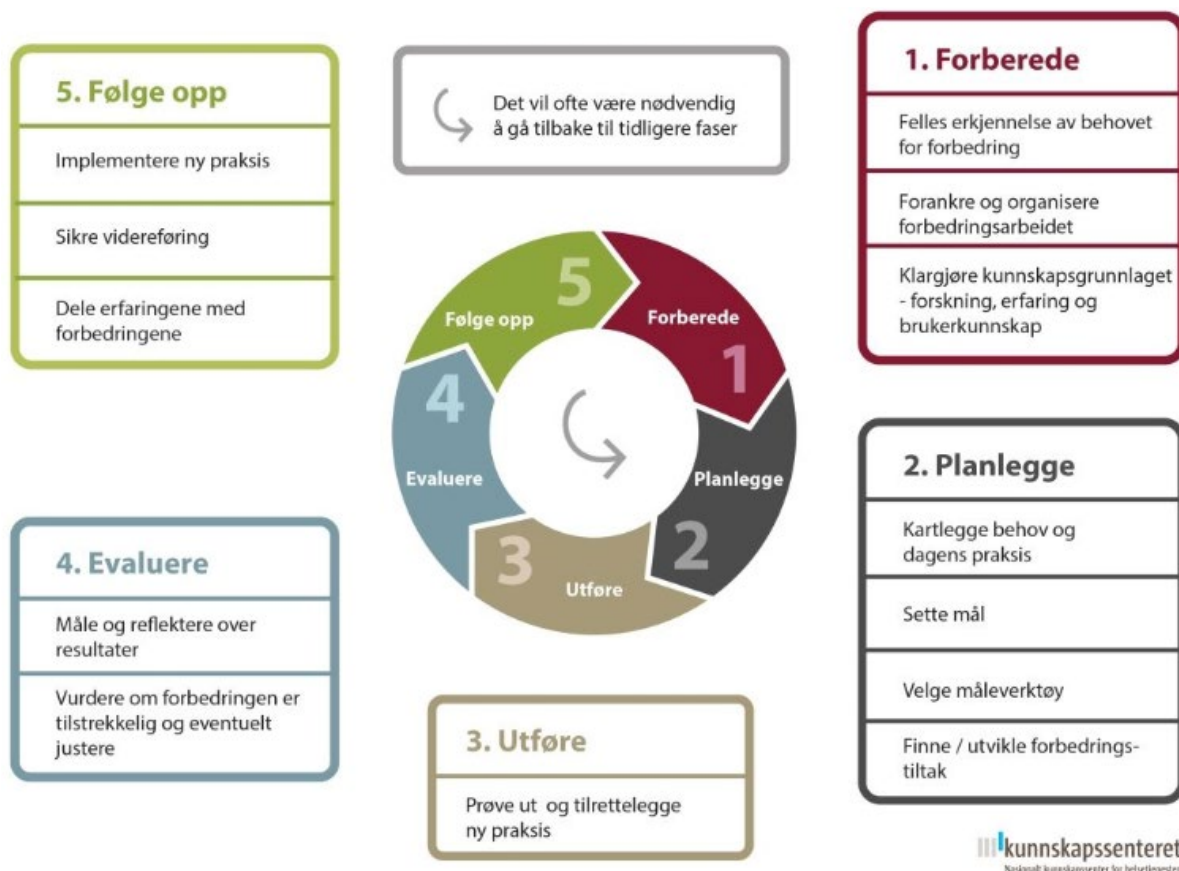 5. Følge opp
Implementere ny praksis
Sikre videreføring
Dele erfaringene med
forbedringene
Det vil ofte være nødvendig
å gå tilbake til tidligere faser
1. Forberede
Felles erkjennelse av behovet
for forbedring
Forankre og organisere
forbedringsarbeidet
Klargjøre kunnskapsgrunnlaget
- forskning, erfaring og
brukerkunnskap
5
Følge opp
Forberede
1
4
Evaluere
Planlegge
2
3
Utføre
2. Planlegge
Kartlegge behov og
dagens praksis
Sette mål
Velge måleverktøy
Finne / utvikle forbedrings-
tiltak
4. Evaluere
Måle og reflektere over
resultater
Vurdere om forbedringen er
tilstrekkelig og eventuelt
justere
3. Utføre
Prøve ut og tilrettelegge
ny praksis
kunnskapssenteret
Nasjonalt kunnskapssenter for helsetjenesten